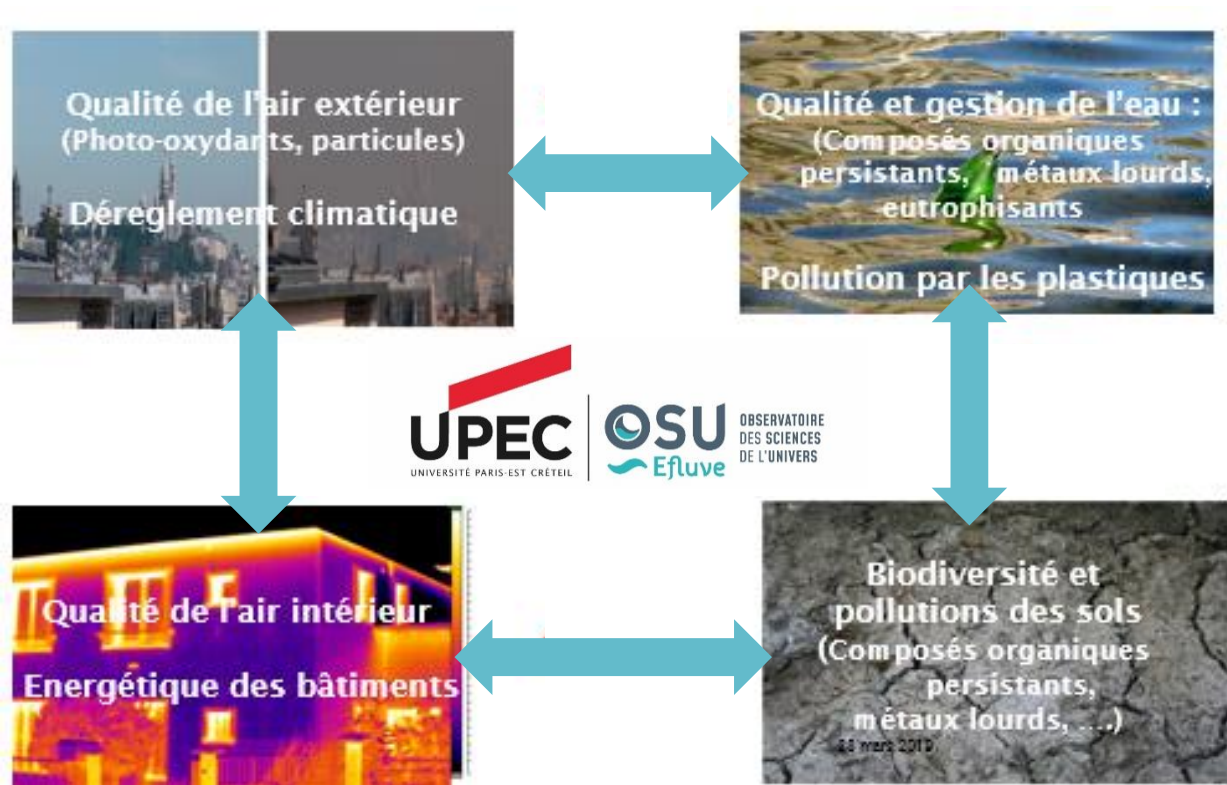 Qualité de l'air extérieur
(Photo-oxydants, particules)
Déreglement climatique
Qualité et gestion de l'eau :
(Composés organiques
persistants, métaux lourds,
eutrophisants
Pollution par les plastiques
UPEC
UNIVERSITÉ PARIS-EST CRÉTEIL
OSU
Efluve
OBSERVATOIRE
DES SCIENCES
DE L'UNIVERS
Qualité de l'air intérieur
Energétique des bâtiments
Biodiversité et
pollutions des sols
(Composés organiques
persistants,
métaux lourds, ....)
28 mars 2019